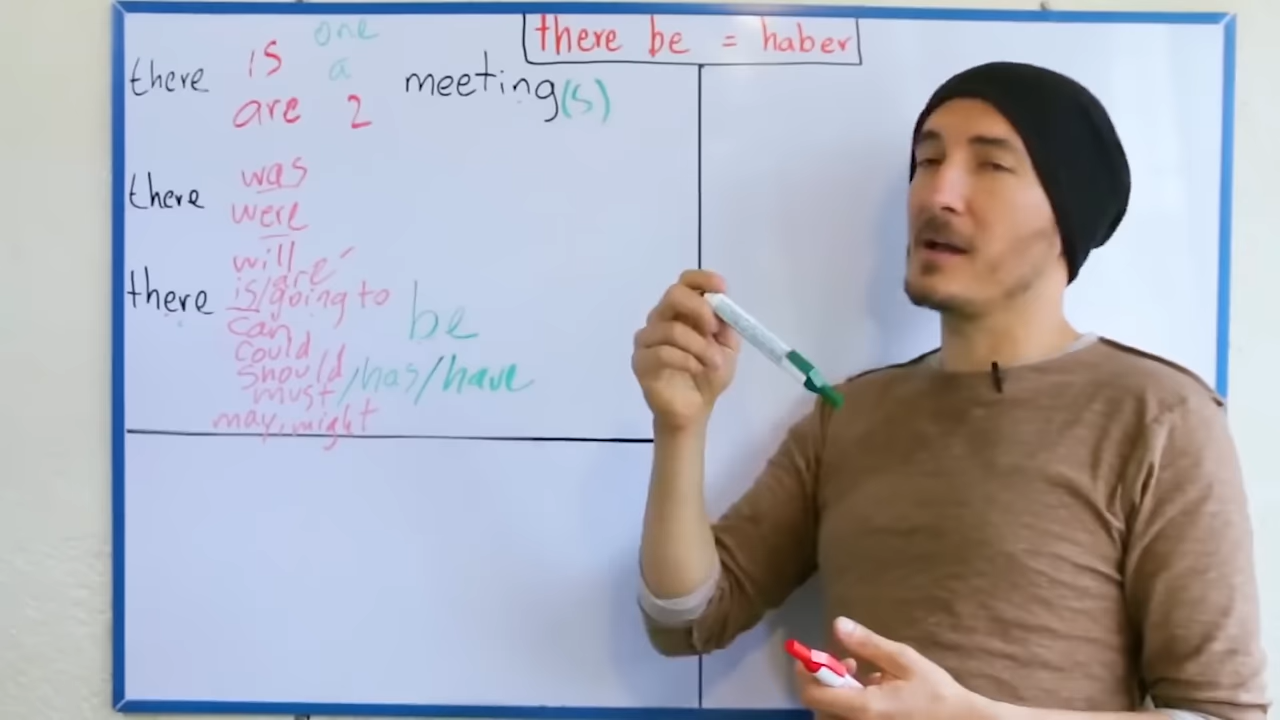 there be = haber
one
there is a meeting(s)
are 2
there was
were
will
are
there is/going to be
can
could
should/has/have
must
may, might